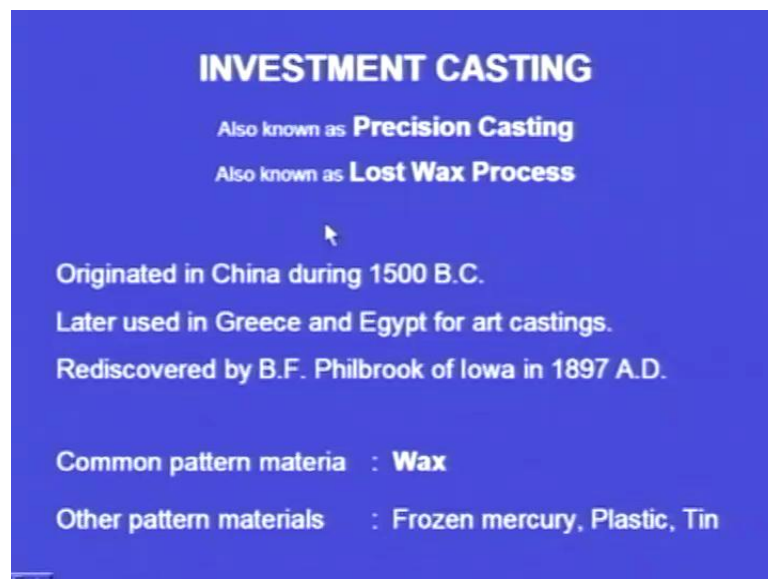 INVESTMENT CASTING
Also known as Precision Casting
Also known as Lost Wax Process
Originated in China during 1500 B.C.
Later used in Greece and Egypt for art castings.
Rediscovered by B.F. Philbrook of Iowa in 1897 A.D.
Common pattern materia : Wax
Other pattern materials : Frozen mercury, Plastic, Tin